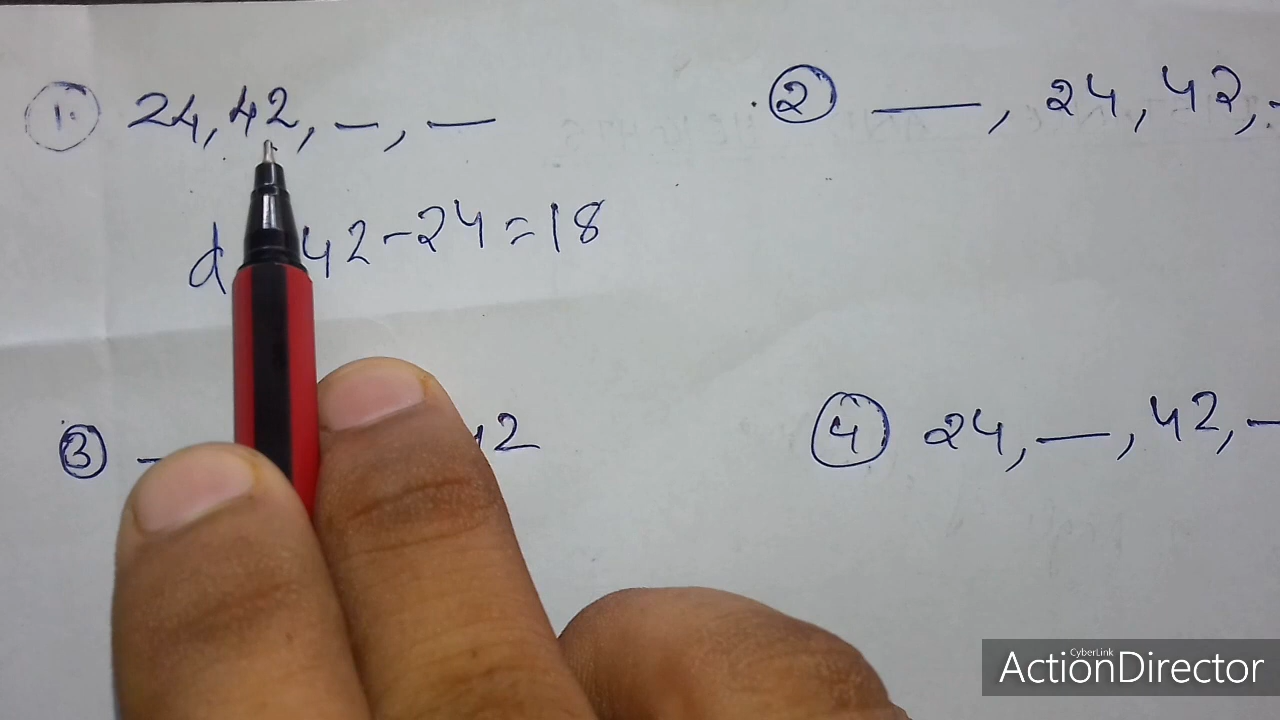 ① 24, 42, —, —
② —, 24, 42, -
d 42-24=18
③ — 42
④ 24, —, 42, —
CyberLink
ActionDirector